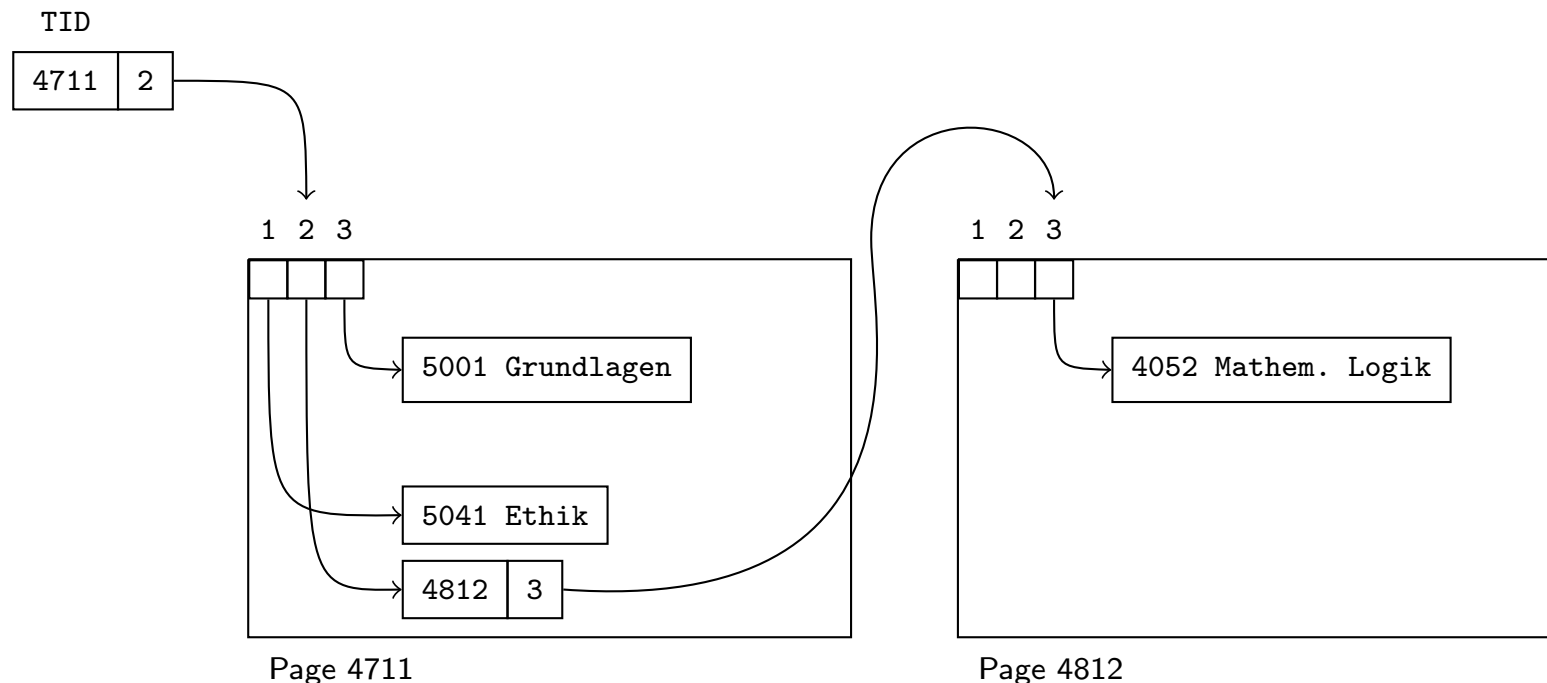 TID
4711 2
1 2 3
1 2 3
5001 Grundlagen
4052 Mathem. Logik
5041 Ethik
4812 3
Page 4711
Page 4812